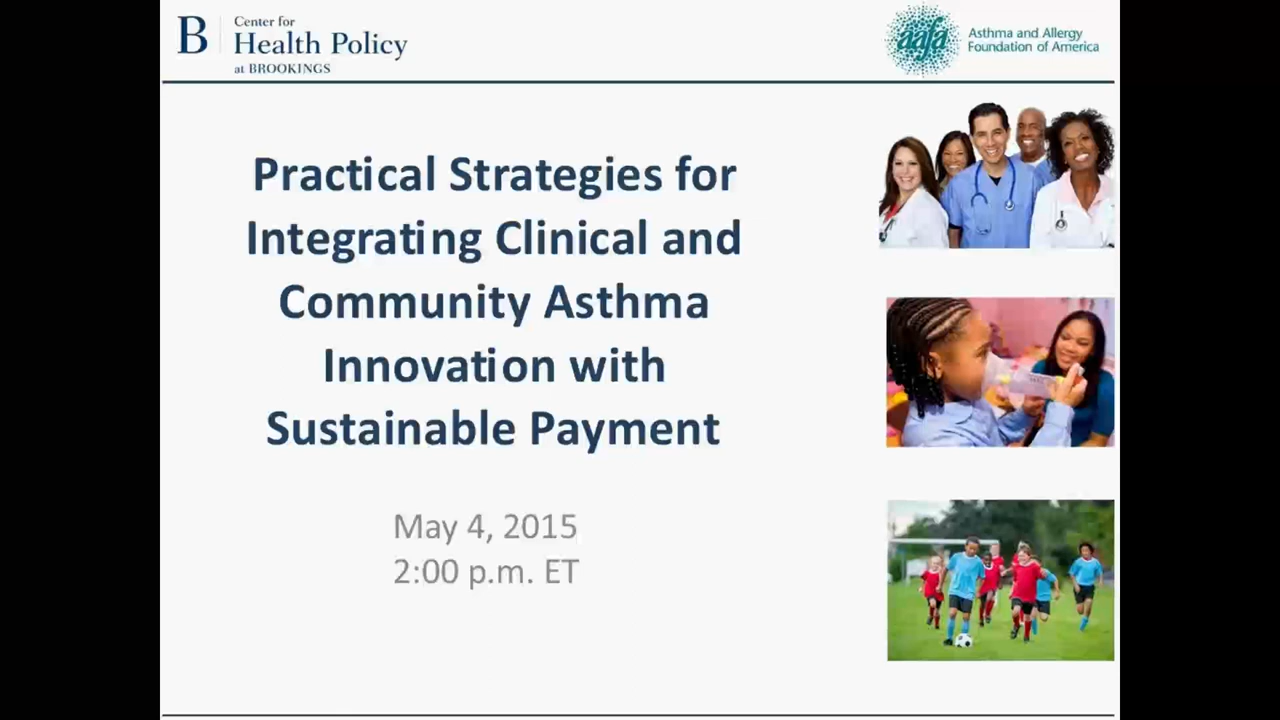 B
Center for
Health Policy
at BROOKINGS
aafa
Asthma and Allergy
Foundation of America
Practical Strategies for
Integrating Clinical and
Community Asthma
Innovation with
Sustainable Payment
May 4, 2015
2:00 p.m. ET